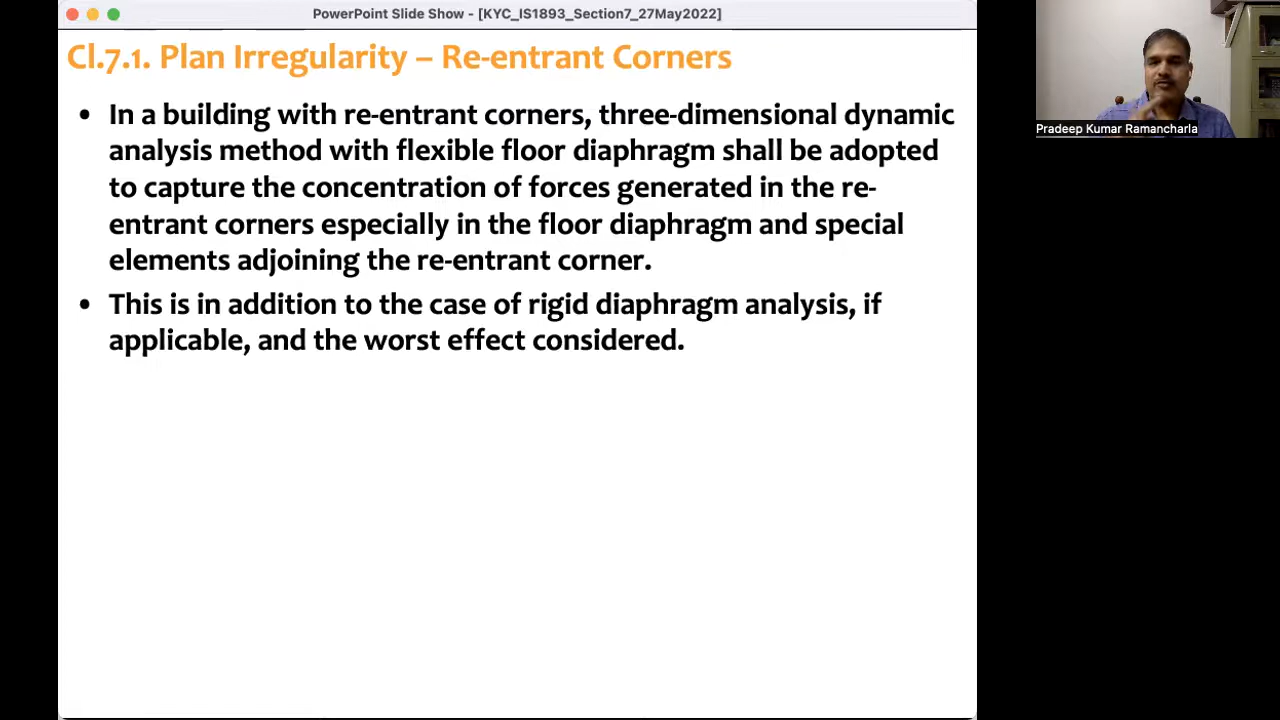 PowerPoint Slide Show - [KYC_IS1893_Section7_27May2022]
Cl.7.1. Plan Irregularity – Re-entrant Corners
• In a building with re-entrant corners, three-dimensional dynamic
analysis method with flexible floor diaphragm shall be adopted
to capture the concentration of forces generated in the re-
entrant corners especially in the floor diaphragm and special
elements adjoining the re-entrant corner.
• This is in addition to the case of rigid diaphragm analysis, if
applicable, and the worst effect considered.
Pradeep Kumar Ramancharla